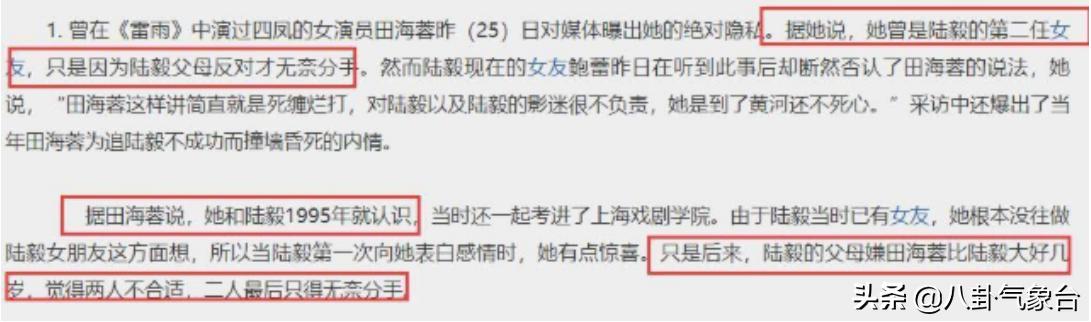 1. 曾在《雷雨》中演过四凤的女演员田海蓉昨（25）日对媒体曝出她的绝对隐私。据她说，她曾是陆毅的第二任女
友，只是因为陆毅父母反对才无奈分手。然而陆毅现在的女友鲍蕾昨日在听到此事后却断然否认了田海蓉的说法，她
说，“田海蓉这样讲简直就是死缠烂打，对陆毅以及陆毅的影迷很不负责，她是到了黄河还不死心。”采访中还爆出了当
年田海蓉为追陆毅不成功而撞墙昏死的内情。
据田海蓉说，她和陆毅1995年就认识，当时还一起考进了上海戏剧学院。由于陆毅当时已有女友，她根本没往做
陆毅女朋友这方面想，所以当陆毅第一次向她表白感情时，她有点惊喜。只是后来，陆毅的父母嫌田海蓉比陆毅大好几
岁，觉得两人不合适，二人最后只得无奈分手。
头条 @八卦气象台